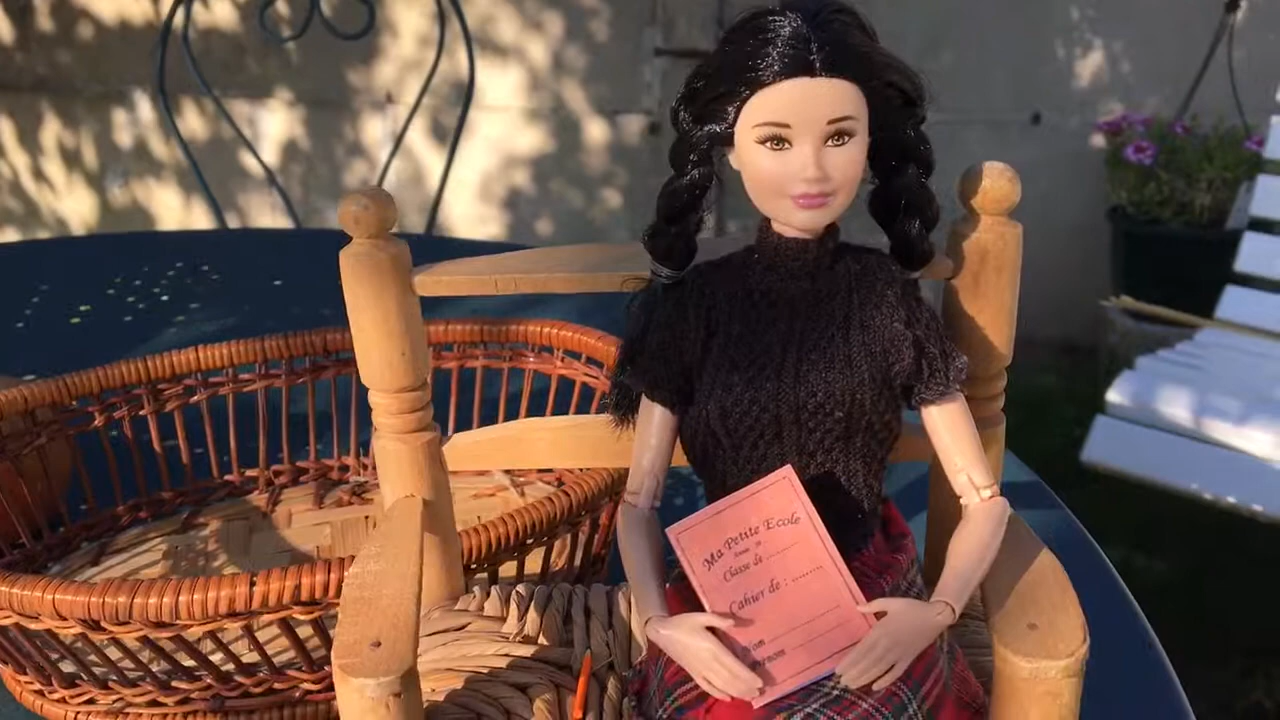 Ma Petite Ecole
Classe de ..........
Cahier de : ........